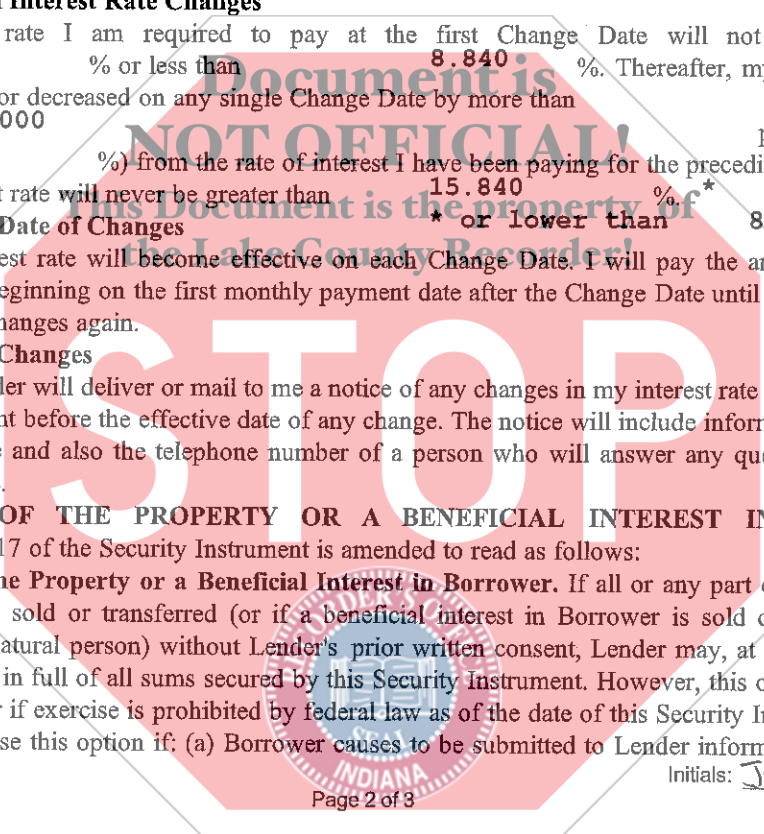 Interest Rate Changes
rate I am required to pay at the first Change Date will not
% or less than 8.840 %. Thereafter, my
or decreased on any single Change Date by more than
000
%) from the rate of interest I have been paying for the precedi
t rate will never be greater than 15.840 %.*
Date of Changes * or lower than 8
est rate will become effective on each Change Date. I will pay the a
eginning on the first monthly payment date after the Change Date until
hanges again.
Changes
der will deliver or mail to me a notice of any changes in my interest rate
nt before the effective date of any change. The notice will include inform
e and also the telephone number of a person who will answer any que
OF THE PROPERTY OR A BENEFICIAL INTEREST IN
17 of the Security Instrument is amended to read as follows:
he Property or a Beneficial Interest in Borrower. If all or any part
sold or transferred (or if a beneficial interest in Borrower is sold
atural person) without Lender's prior written consent, Lender may, at
in full of all sums secured by this Security Instrument. However, this o
if exercise is prohibited by federal law as of the date of this Security I
se this option if: (a) Borrower causes to be submitted to Lender inform
Initials: J
Page 2 of 3
Document is
NOT OFFICIAL!
This Document is the property of
the Lake County Recorder!
STOP
SEAL
INDIANA